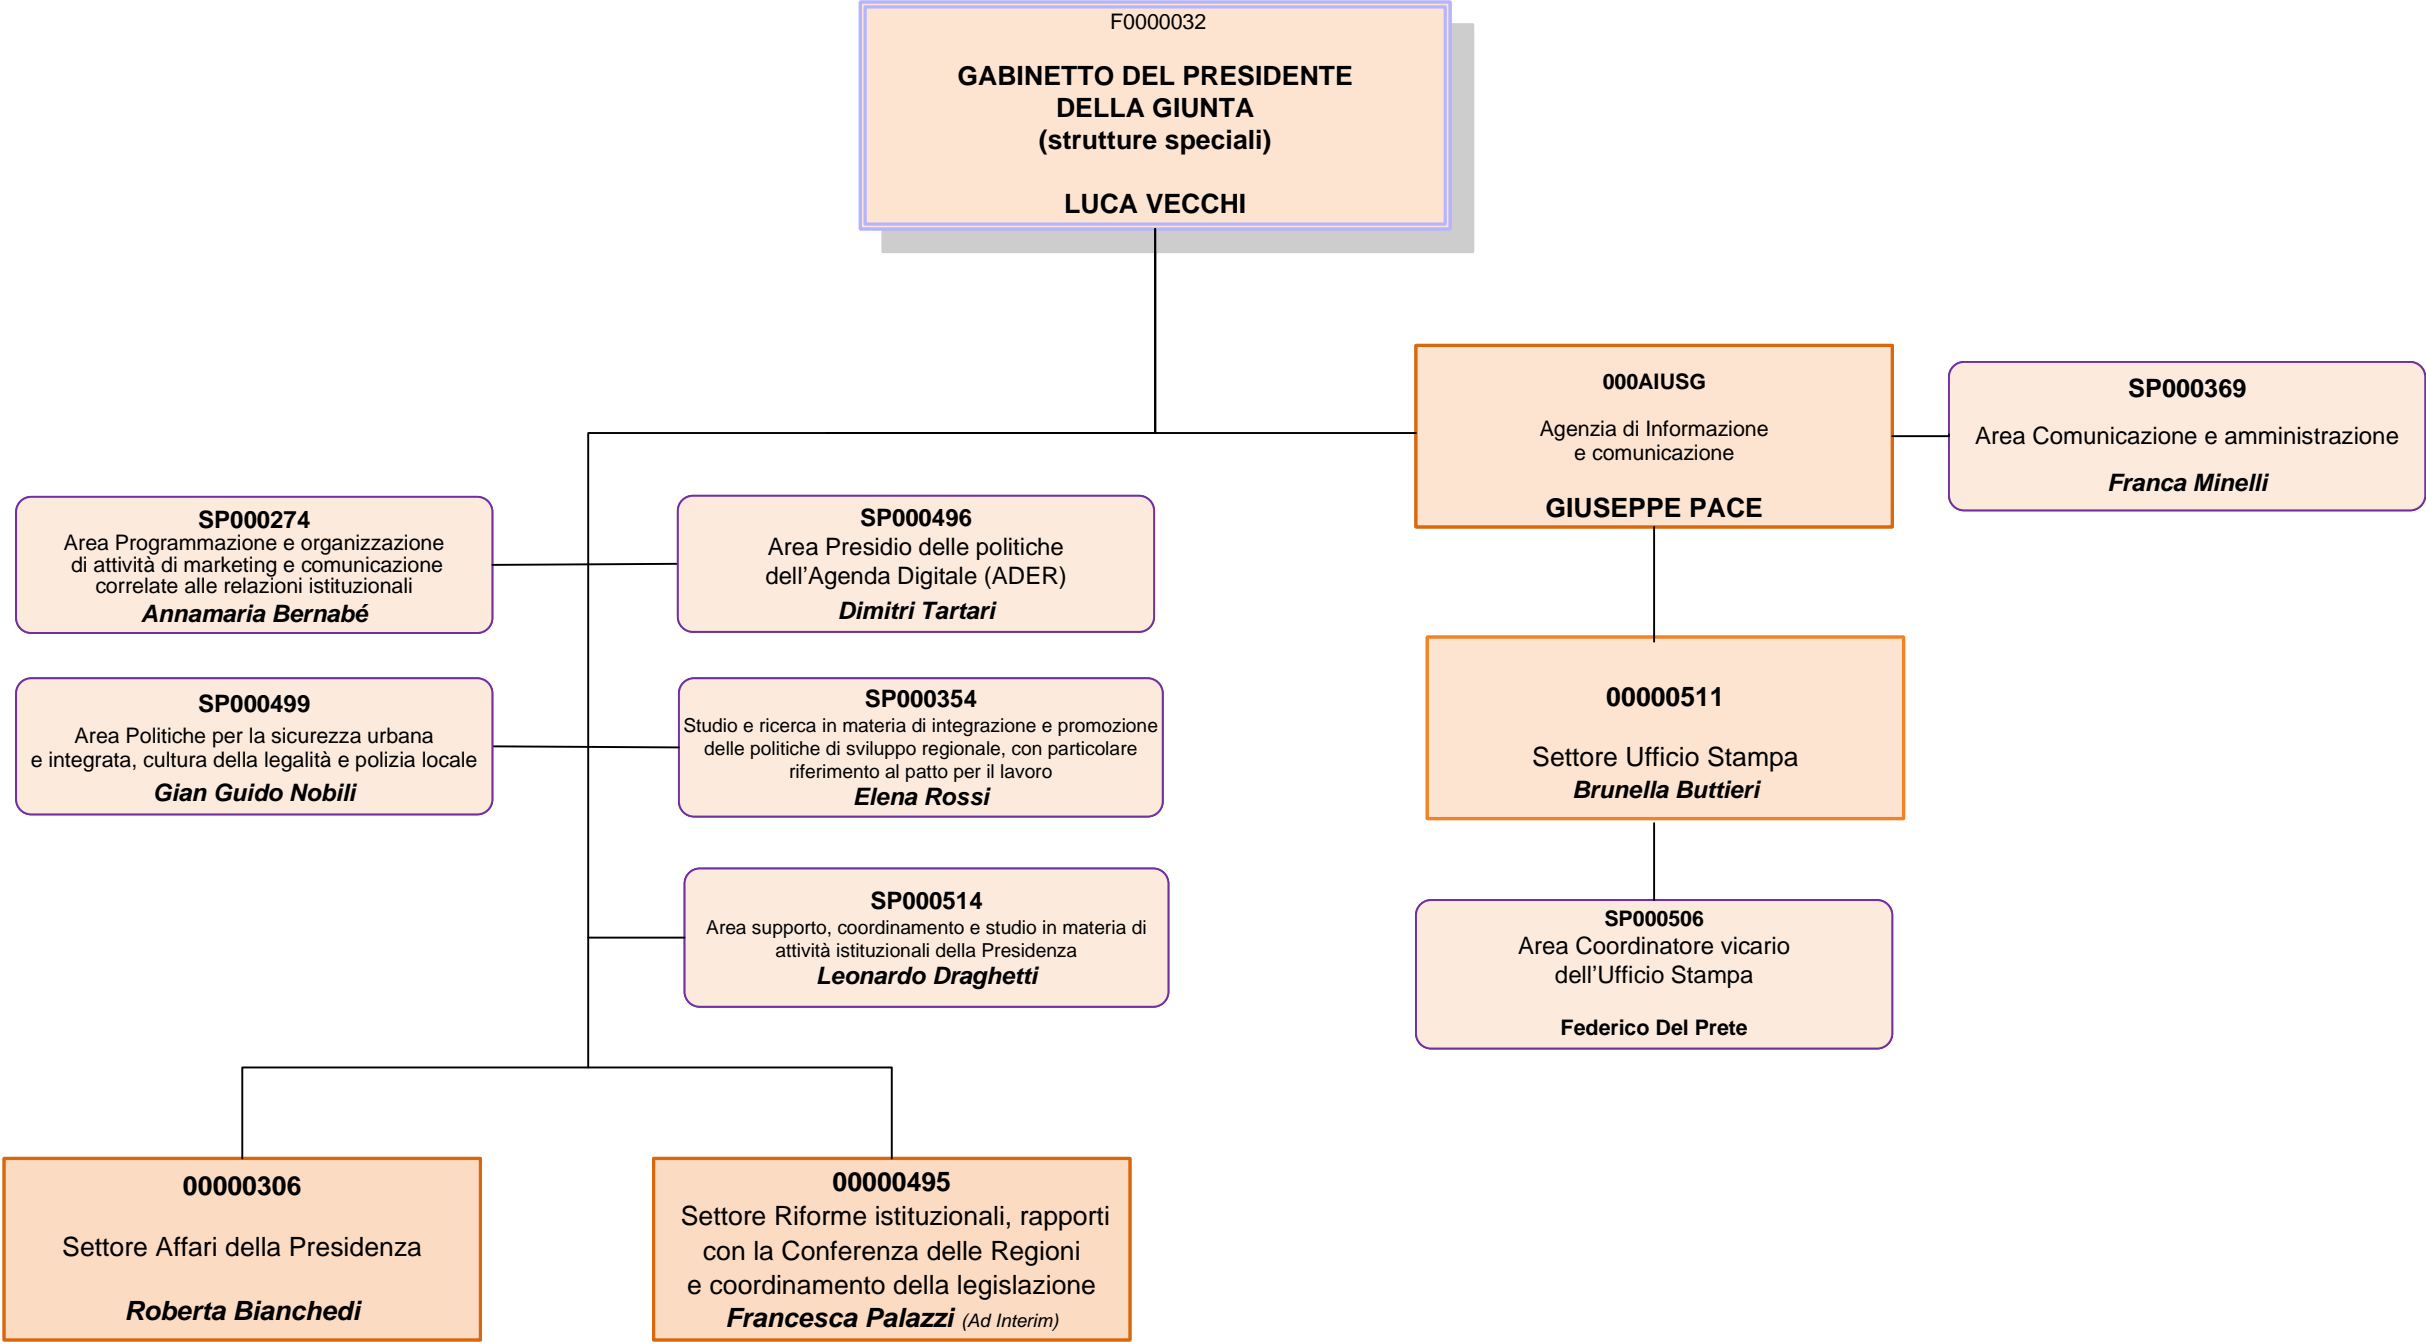 F0000032
GABINETTO DEL PRESIDENTE
DELLA GIUNTA
(strutture speciali)
LUCA VECCHI
000AIUSG
Agenzia di Informazione
e comunicazione
GIUSEPPE PACE
SP000369
Area Comunicazione e amministrazione
Franca Minelli
SP000274
Area Programmazione e organizzazione
di attività di marketing e comunicazione
correlate alle relazioni istituzionali
Annamaria Bernabé
SP000496
Area Presidio delle politiche
dell’Agenda Digitale (ADER)
Dimitri Tartari
SP000499
Area Politiche per la sicurezza urbana
e integrata, cultura della legalità e polizia locale
Gian Guido Nobili
SP000354
Studio e ricerca in materia di integrazione e promozione
delle politiche di sviluppo regionale, con particolare
riferimento al patto per il lavoro
Elena Rossi
00000511
Settore Ufficio Stampa
Brunella Buttieri
SP000514
Area supporto, coordinamento e studio in materia di
attività istituzionali della Presidenza
Leonardo Draghetti
SP000506
Area Coordinatore vicario
dell’Ufficio Stampa
Federico Del Prete
00000306
Settore Affari della Presidenza
Roberta Bianchedi
00000495
Settore Riforme istituzionali, rapporti
con la Conferenza delle Regioni
e coordinamento della legislazione
Francesca Palazzi (Ad Interim)